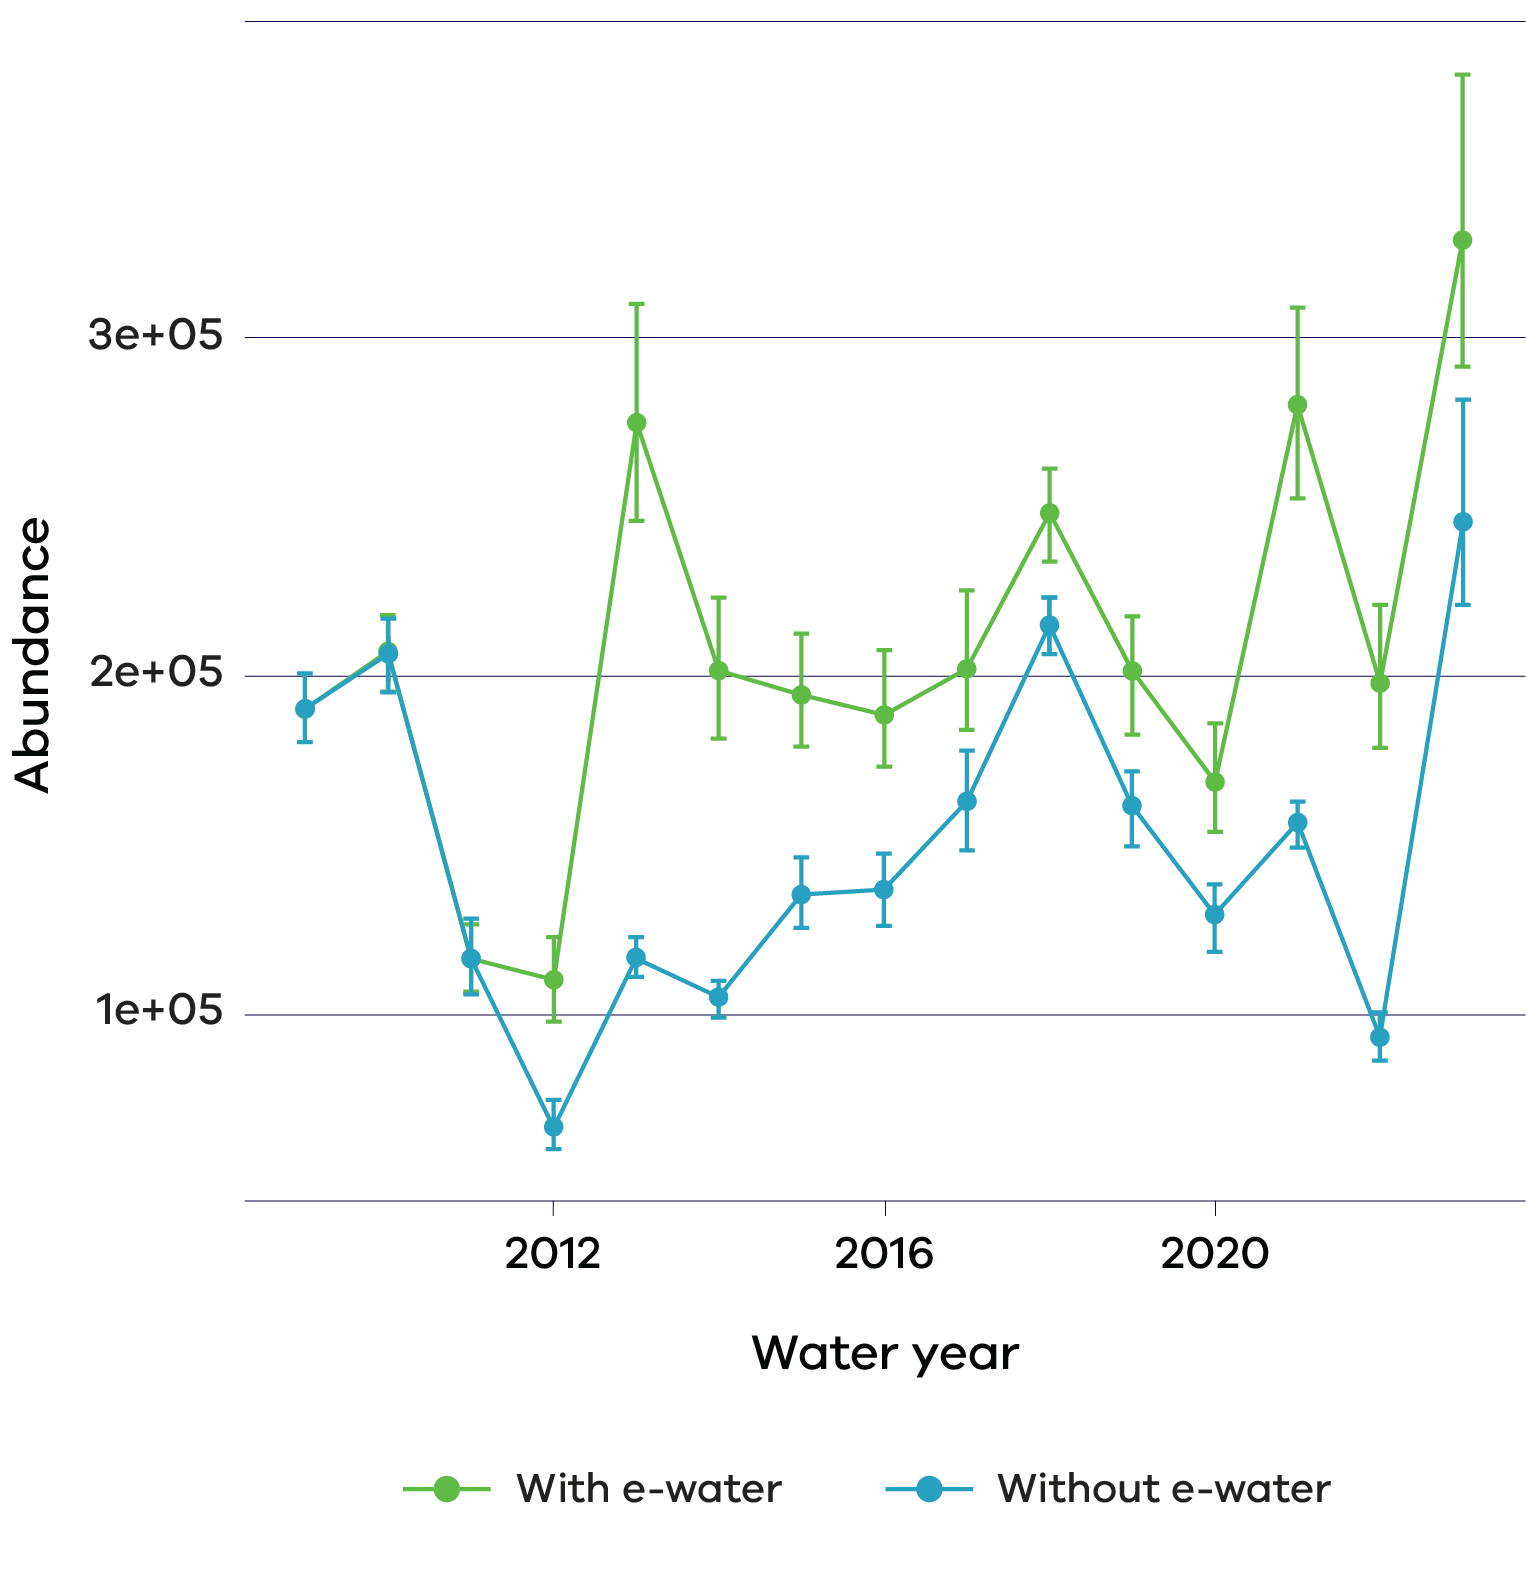 Abundance
3e+05
2e+05
1e+05
2012 2016 2020
Water year
With e-water Without e-water